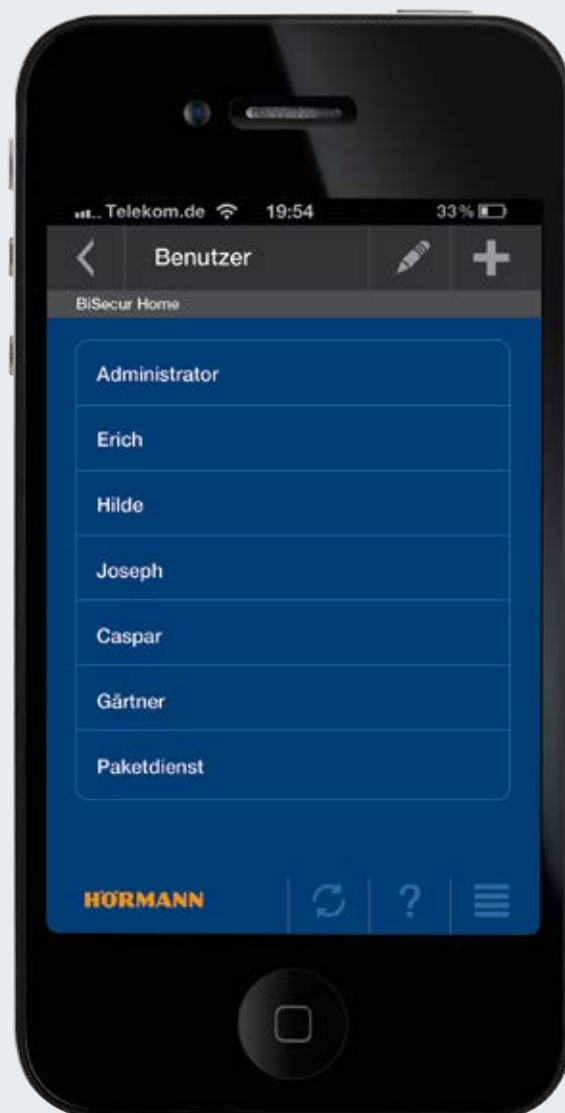 Telekom.de 19:54 33%
Benutzer
BiSecur Home
Administrator
Erich
Hilde
Joseph
Caspar
Gärtner
Paketdienst
HÖRMANN ?